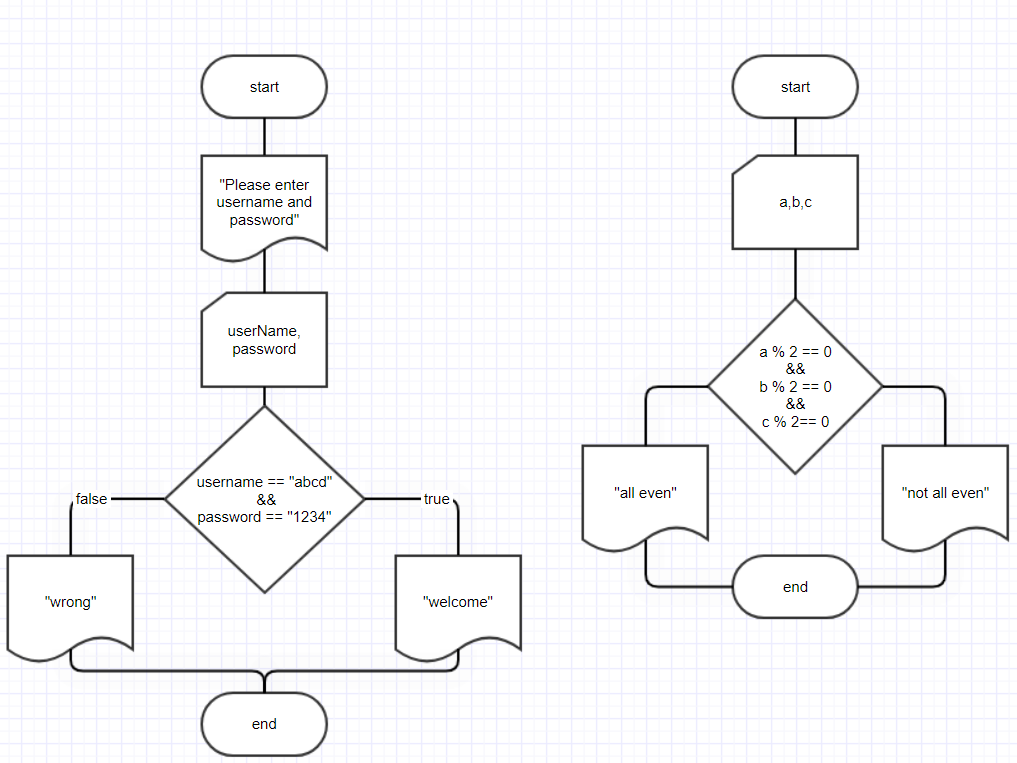 start
"Please enter
username and
password"
userName,
password
username == "abcd"
&&
password == "1234"
false
true
"wrong"
"welcome"
end
start
a,b,c
a % 2 == 0
&&
b % 2 == 0
&&
c % 2== 0
"all even"
"not all even"
end